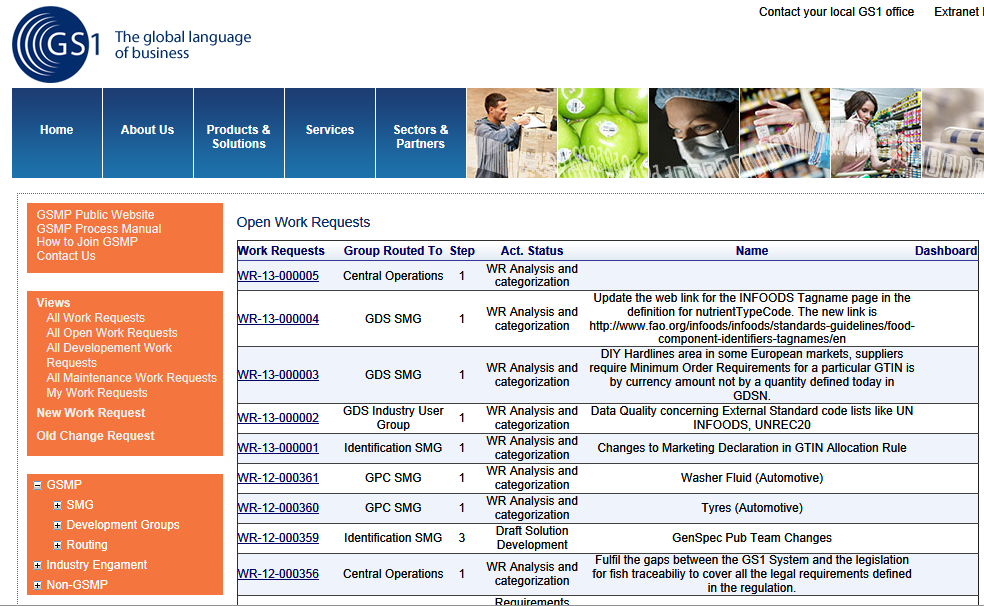 Contact your local GS1 office Extranet
GS1
The global language
of business
Home
About Us
Products &
Solutions
Services
Sectors &
Partners
GSMP Public Website
GSMP Process Manual
How to Join GSMP
Contact Us
Views
All Work Requests
All Open Work Requests
All Developement Work
Requests
All Maintenance Work Requests
My Work Requests
New Work Request
Old Change Request
GSMP
SMG
Development Groups
Routing
Industry Engament
Non-GSMP
Open Work Requests
Work Requests Group Routed To Step Act. Status Name Dashboard
WR-13-000005 Central Operations 1 WR Analysis and
categorization
WR-13-000004 GDS SMG 1 WR Analysis and
categorization
Update the web link for the INFOODS Tagname page in the
definition for nutrientTypeCode. The new link is
http://www.fao.org/infoods/infoods/standards-guidelines/food-
component-identifiers-tagnames/en
WR-13-000003 GDS SMG 1 WR Analysis and
categorization
DIY Hardlines area in some European markets, suppliers
require Minimum Order Requirements for a particular GTIN is
by currency amount not by a quantity defined today in
GDSN.
WR-13-000002 GDS Industry User
Group
1 WR Analysis and
categorization
Data Quality concerning External Standard code lists like UN
INFOODS, UNREC20
WR-13-000001 Identification SMG 1 WR Analysis and
categorization
Changes to Marketing Declaration in GTIN Allocation Rule
WR-12-000361 GPC SMG 1 WR Analysis and
categorization
Washer Fluid (Automotive)
WR-12-000360 GPC SMG 1 WR Analysis and
categorization
Tyres (Automotive)
WR-12-000359 Identification SMG 3 Draft Solution
Development
GenSpec Pub Team Changes
WR-12-000356 Central Operations 1 WR Analysis and
categorization
Fulfil the gaps between the GS1 System and the legislation
for fish traceabiliy to cover all the legal requirements defined
in the regulation.
Requirements